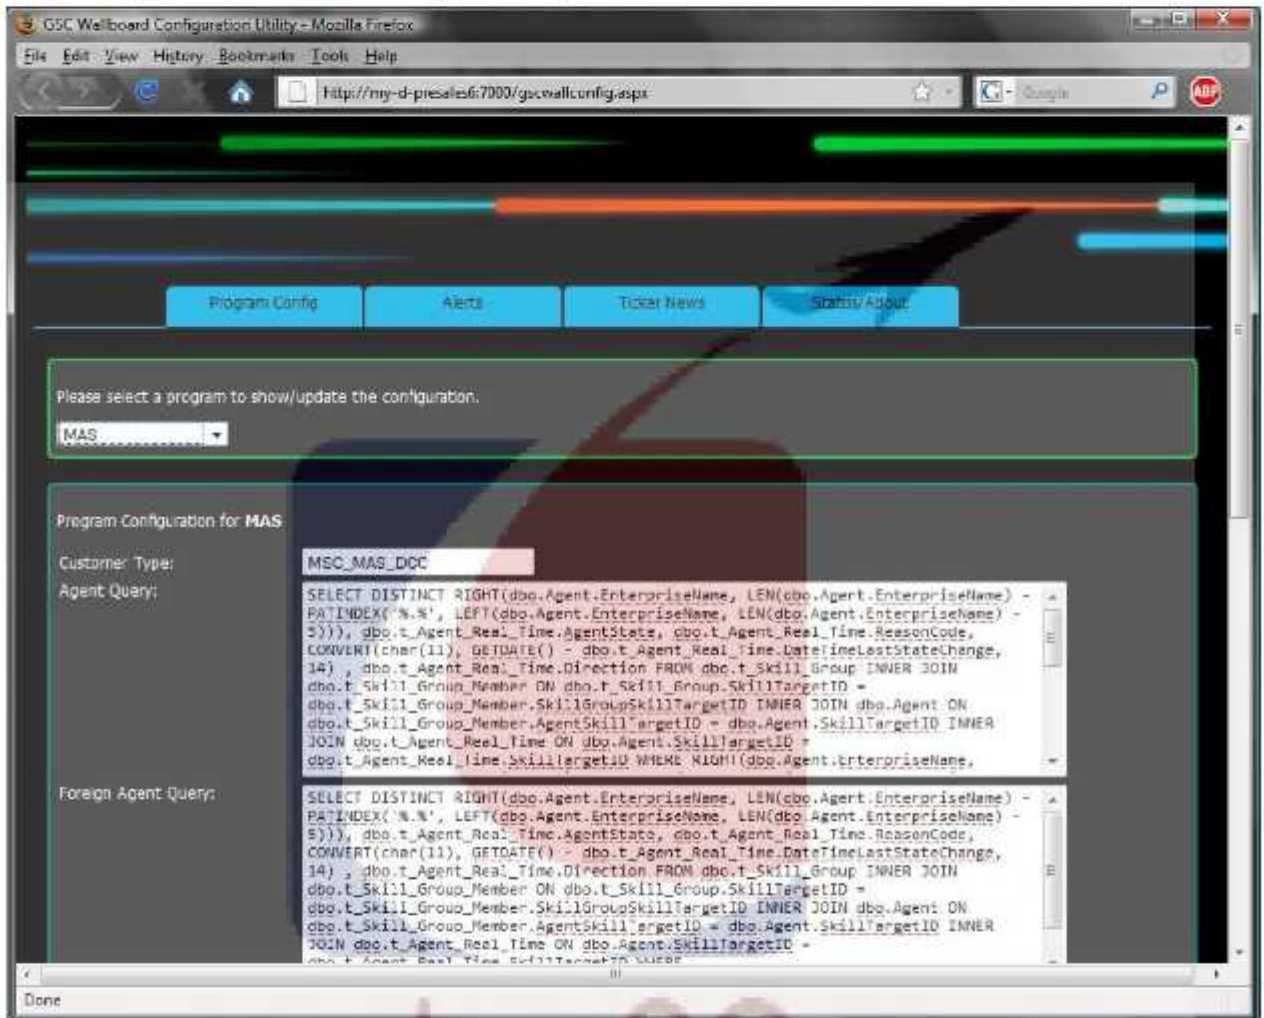 GSC Wallboard Configuration Utility - Mozilla Firefox
File Edit View History Bookmarks Tools Help
http://my-d-presales6:7000/gscwallconfig.aspx
Google
ABP
Program Config
Alerts
Ticker News
Status/About
Please select a program to show/update the configuration.
MAS
Program Configuration for MAS
Customer Type:
MSC_MAS_DCC
Agent Query:
SELECT DISTINCT RIGHT(dbo.Agent.EnterpriseName, LEN(dbo.Agent.EnterpriseName) -
PATINDEX('%.%', LEFT(dbo.Agent.EnterpriseName, LEN(dbo.Agent.EnterpriseName) -
5))), dbo.t_Agent_Real_Time.AgentState, dbo.t_Agent_Real_Time.ReasonCode,
CONVERT(char(11), GETDATE() - dbo.t_Agent_Real_Time.DateTimeLastStateChange,
14) , dbo.t_Agent_Real_Time.Direction FROM dbo.t_Skill_Group INNER JOIN
dbo.t_Skill_Group_Member ON dbo.t_Skill_Group.SkillTargetID =
dbo.t_Skill_Group_Member.SkillGroupSkillTargetID INNER JOIN dbo.Agent ON
dbo.t_Skill_Group_Member.AgentSkillTargetID = dbo.Agent.SkillTargetID INNER
JOIN dbo.t_Agent_Real_Time ON dbo.Agent.SkillTargetID =
dbo.t_Agent_Real_Time.SkillTargetID WHERE RIGHT(dbo.Agent.EnterpriseName,
Foreign Agent Query:
SELECT DISTINCT RIGHT(dbo.Agent.EnterpriseName, LEN(dbo.Agent.EnterpriseName) -
PATINDEX('%.%', LEFT(dbo.Agent.EnterpriseName, LEN(dbo.Agent.EnterpriseName) -
5))), dbo.t_Agent_Real_Time.AgentState, dbo.t_Agent_Real_Time.ReasonCode,
CONVERT(char(11), GETDATE() - dbo.t_Agent_Real_Time.DateTimeLastStateChange,
14) , dbo.t_Agent_Real_Time.Direction FROM dbo.t_Skill_Group INNER JOIN
dbo.t_Skill_Group_Member ON dbo.t_Skill_Group.SkillTargetID =
dbo.t_Skill_Group_Member.SkillGroupSkillTargetID INNER JOIN dbo.Agent ON
dbo.t_Skill_Group_Member.AgentSkillTargetID = dbo.Agent.SkillTargetID INNER
JOIN dbo.t_Agent_Real_Time ON dbo.Agent.SkillTargetID =
dbo.t_Agent_Real_Time.SkillTargetID WHERE
Done